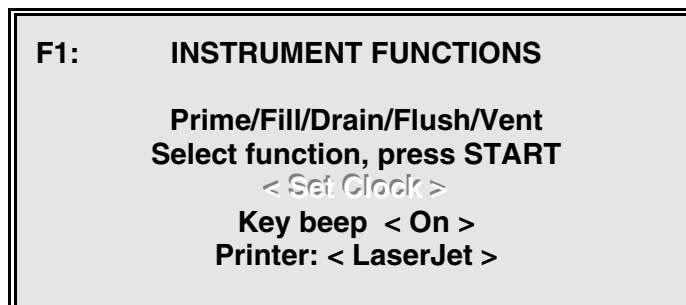 F1: INSTRUMENT FUNCTIONS
Prime/Fill/Drain/Flush/Vent
Select function, press START
< Set Clock >
Key beep < On >
Printer: < LaserJet >